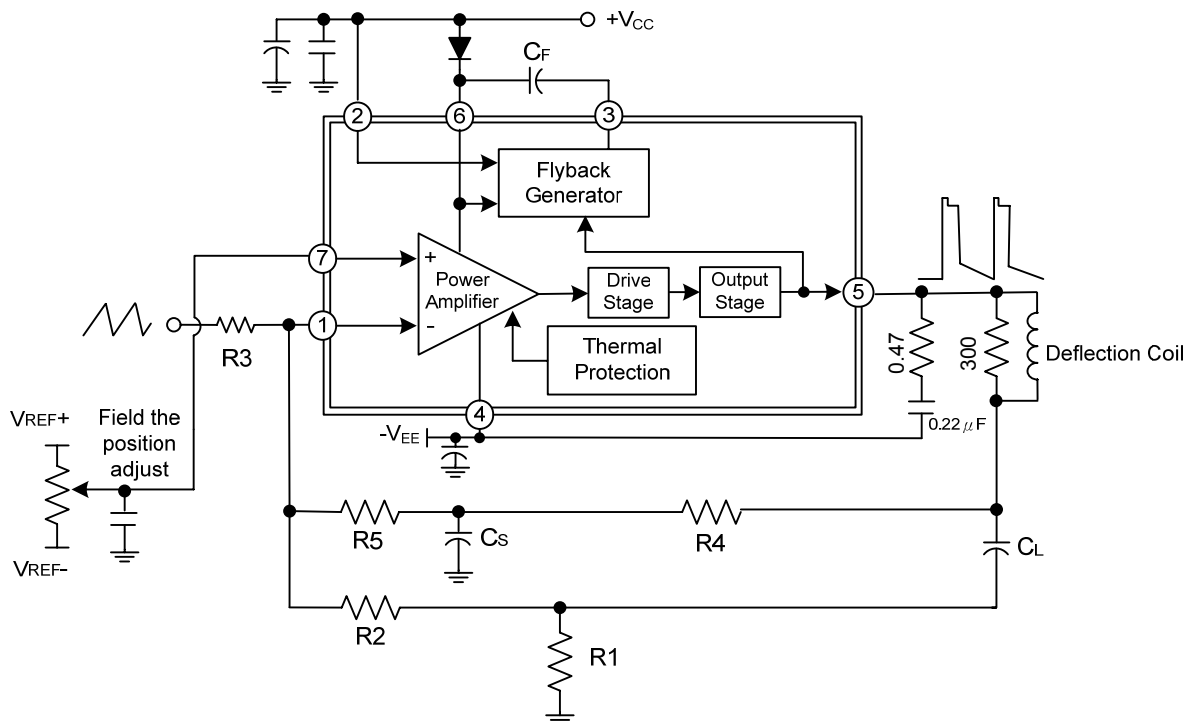 +VCC
CF
2
6
3
Flyback
Generator
7
+
Power
Amplifier
Drive
Stage
Output
Stage
5
1
-
R3
Thermal
Protection
0.47
300
Deflection Coil
4
0.22μF
-VEE
VREF+
Field the
position
adjust
VREF-
R5
CS
R4
CL
R2
R1